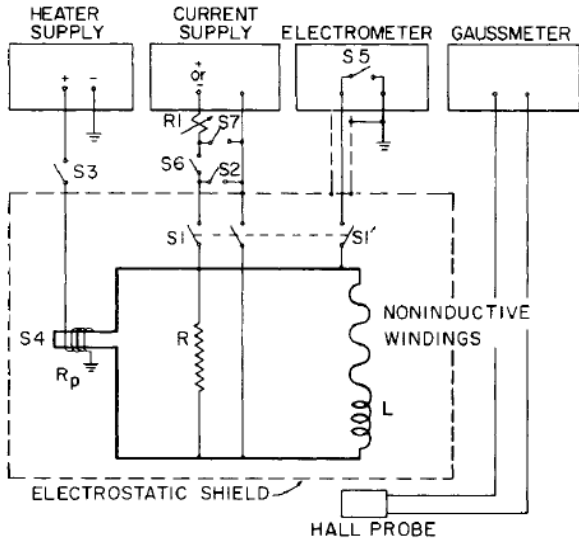 HEATER
SUPPLY
CURRENT
SUPPLY
ELECTROMETER
GAUSSMETER
+ -
+
or
-
S5
R1
S7
S6
S2
S3
S1
S1'
S4
Rp
R
NONINDUCTIVE
WINDINGS
L
ELECTROSTATIC SHIELD
HALL PROBE